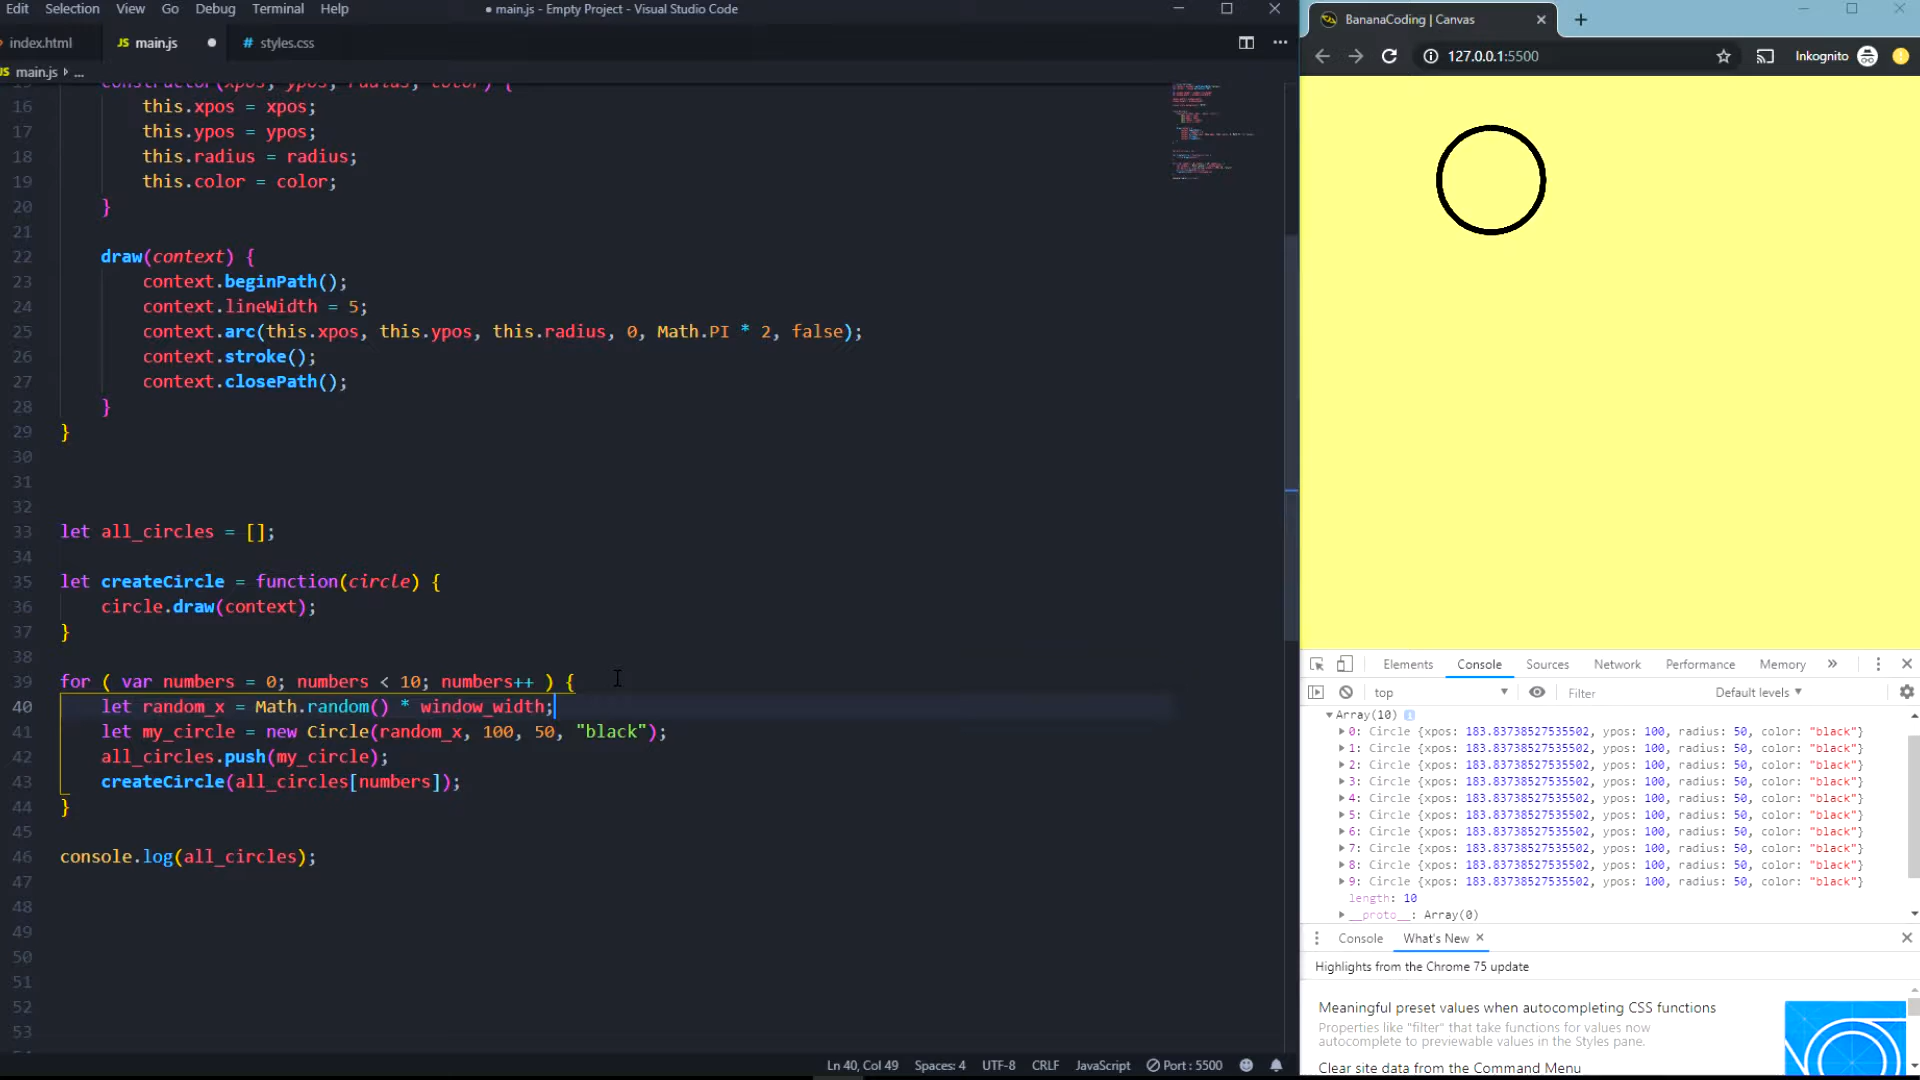 Edit Selection View Go Debug Terminal Help ● main.js - Empty Project - Visual Studio Code
index.html JS main.js ● # styles.css
JS main.js › ...
constructor(xpos, ypos, radius, color) {
16 this.xpos = xpos;
17 this.ypos = ypos;
18 this.radius = radius;
19 this.color = color;
20 }
21
22 draw(context) {
23 context.beginPath();
24 context.lineWidth = 5;
25 context.arc(this.xpos, this.ypos, this.radius, 0, Math.PI * 2, false);
26 context.stroke();
27 context.closePath();
28 }
29 }
30
31
32
33 let all_circles = [];
34
35 let createCircle = function(circle) {
36 circle.draw(context);
37 }
38
39 for ( var numbers = 0; numbers < 10; numbers++ ) {
40 let random_x = Math.random() * window_width;
41 let my_circle = new Circle(random_x, 100, 50, "black");
42 all_circles.push(my_circle);
43 createCircle(all_circles[numbers]);
44 }
45
46 console.log(all_circles);
47
48
49
50
51
52
53
Ln 40, Col 49 Spaces: 4 UTF-8 CRLF JavaScript Port : 5500
BananaCoding | Canvas
127.0.0.1:5500 Inkognito
Elements Console Sources Network Performance Memory »
top Filter Default levels
Array(10)
0: Circle {xpos: 183.83738527535502, ypos: 100, radius: 50, color: "black"}
1: Circle {xpos: 183.83738527535502, ypos: 100, radius: 50, color: "black"}
2: Circle {xpos: 183.83738527535502, ypos: 100, radius: 50, color: "black"}
3: Circle {xpos: 183.83738527535502, ypos: 100, radius: 50, color: "black"}
4: Circle {xpos: 183.83738527535502, ypos: 100, radius: 50, color: "black"}
5: Circle {xpos: 183.83738527535502, ypos: 100, radius: 50, color: "black"}
6: Circle {xpos: 183.83738527535502, ypos: 100, radius: 50, color: "black"}
7: Circle {xpos: 183.83738527535502, ypos: 100, radius: 50, color: "black"}
8: Circle {xpos: 183.83738527535502, ypos: 100, radius: 50, color: "black"}
9: Circle {xpos: 183.83738527535502, ypos: 100, radius: 50, color: "black"}
length: 10
__proto__: Array(0)
Console What's New
Highlights from the Chrome 75 update
Meaningful preset values when autocompleting CSS functions
Properties like "filter" that take functions for values now
autocomplete to previewable values in the Styles pane.
Clear site data from the Command Menu